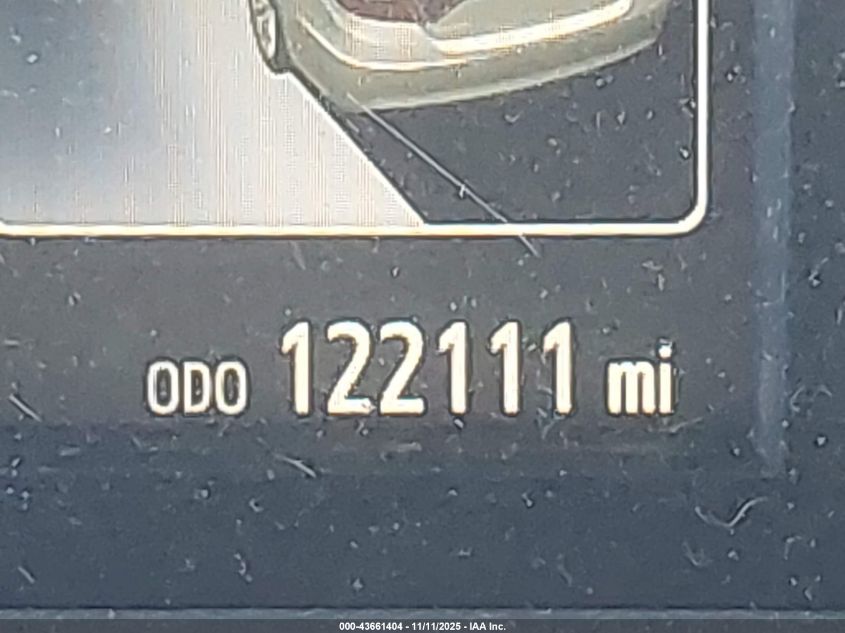 ODO 122111 mi
000-43661404 - 11/11/2025 - IAA Inc.